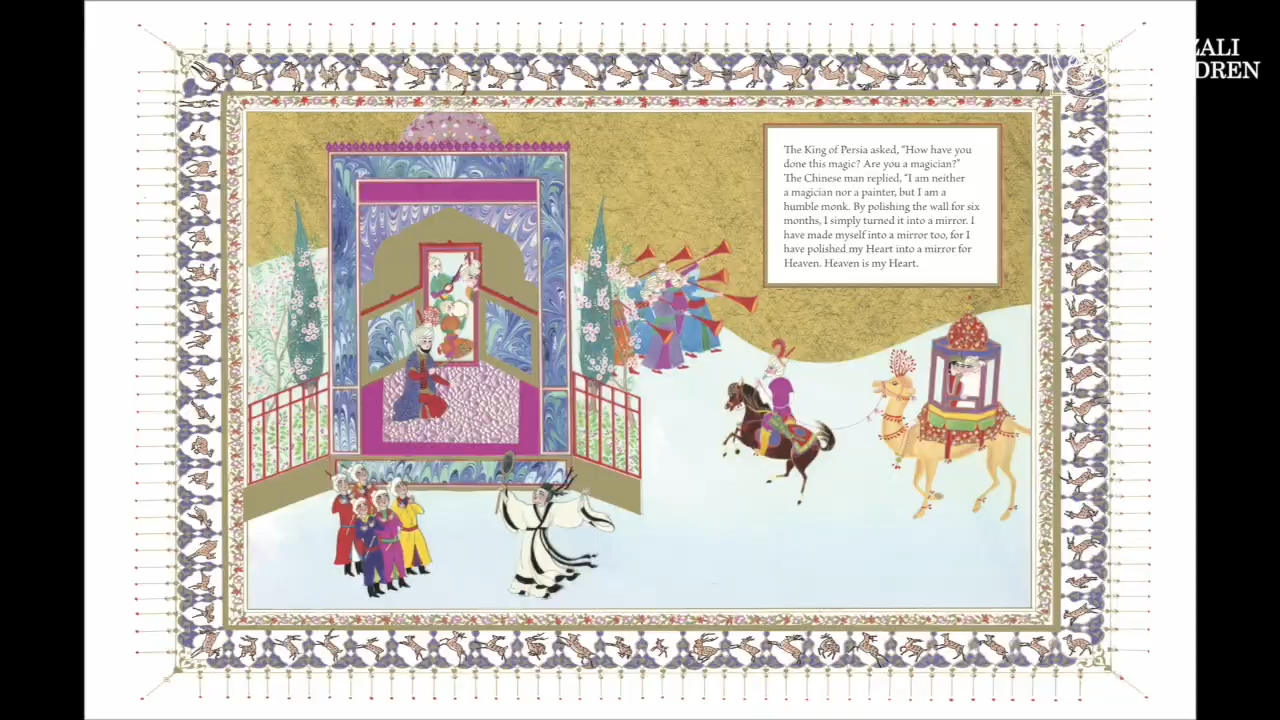 The King of Persia asked, “How have you
done this magic? Are you a magician?”
The Chinese man replied, “I am neither
a magician nor a painter, but I am a
humble monk. By polishing the wall for six
months, I simply turned it into a mirror. I
have made myself into a mirror too, for I
have polished my Heart into a mirror for
Heaven. Heaven is my Heart.
ZALI
DREN